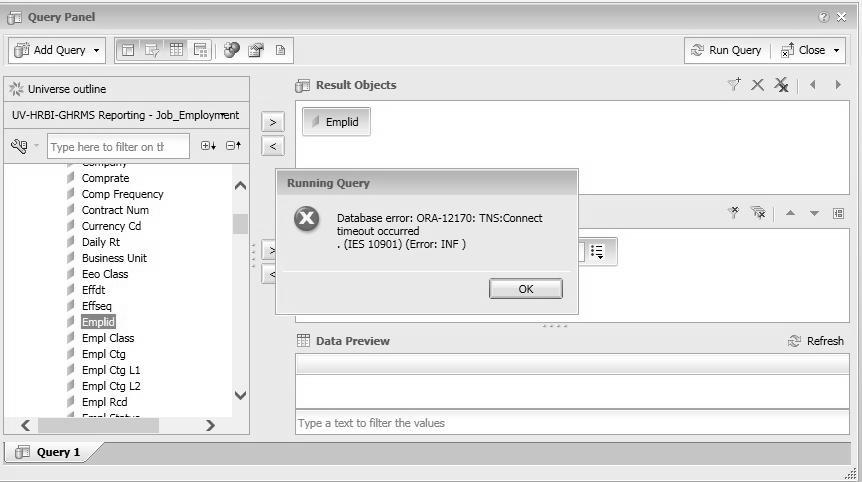 Query Panel
Add Query
Run Query
Close
Universe outline
Result Objects
UV-HRBI-GHRMS Reporting - Job_Employment
Emplid
Type here to filter on th
Company
Comprate
Comp Frequency
Contract Num
Currency Cd
Daily Rt
Business Unit
Eeo Class
Effdt
Effseq
Emplid
Empl Class
Empl Ctg
Empl Ctg L1
Empl Ctg L2
Empl Rcd
Empl Status
Running Query
Database error: ORA-12170: TNS:Connect
timeout occurred
. (IES 10901) (Error: INF )
OK
Data Preview
Refresh
Type a text to filter the values
Query 1